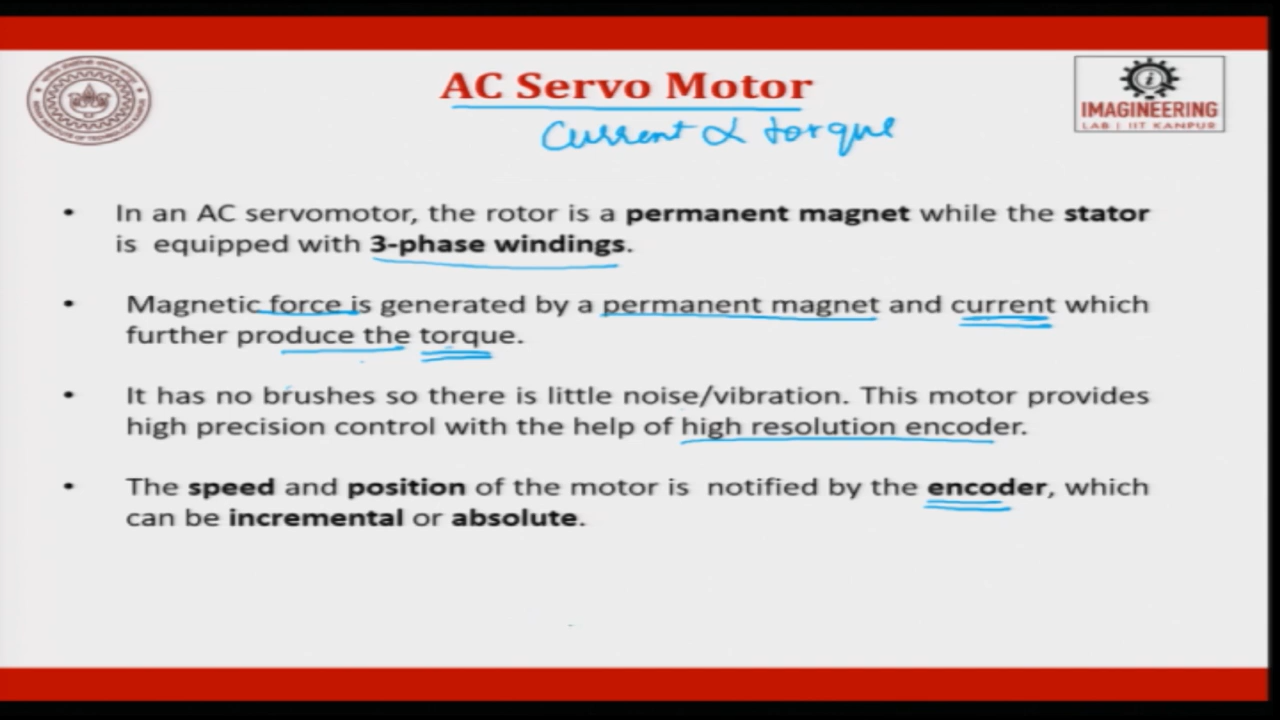 AC Servo Motor
Current ∝ torque
IMAGINEERING
LAB | IIT KANPUR
• In an AC servomotor, the rotor is a permanent magnet while the stator
is equipped with 3-phase windings.
• Magnetic force is generated by a permanent magnet and current which
further produce the torque.
• It has no brushes so there is little noise/vibration. This motor provides
high precision control with the help of high resolution encoder.
• The speed and position of the motor is notified by the encoder, which
can be incremental or absolute.